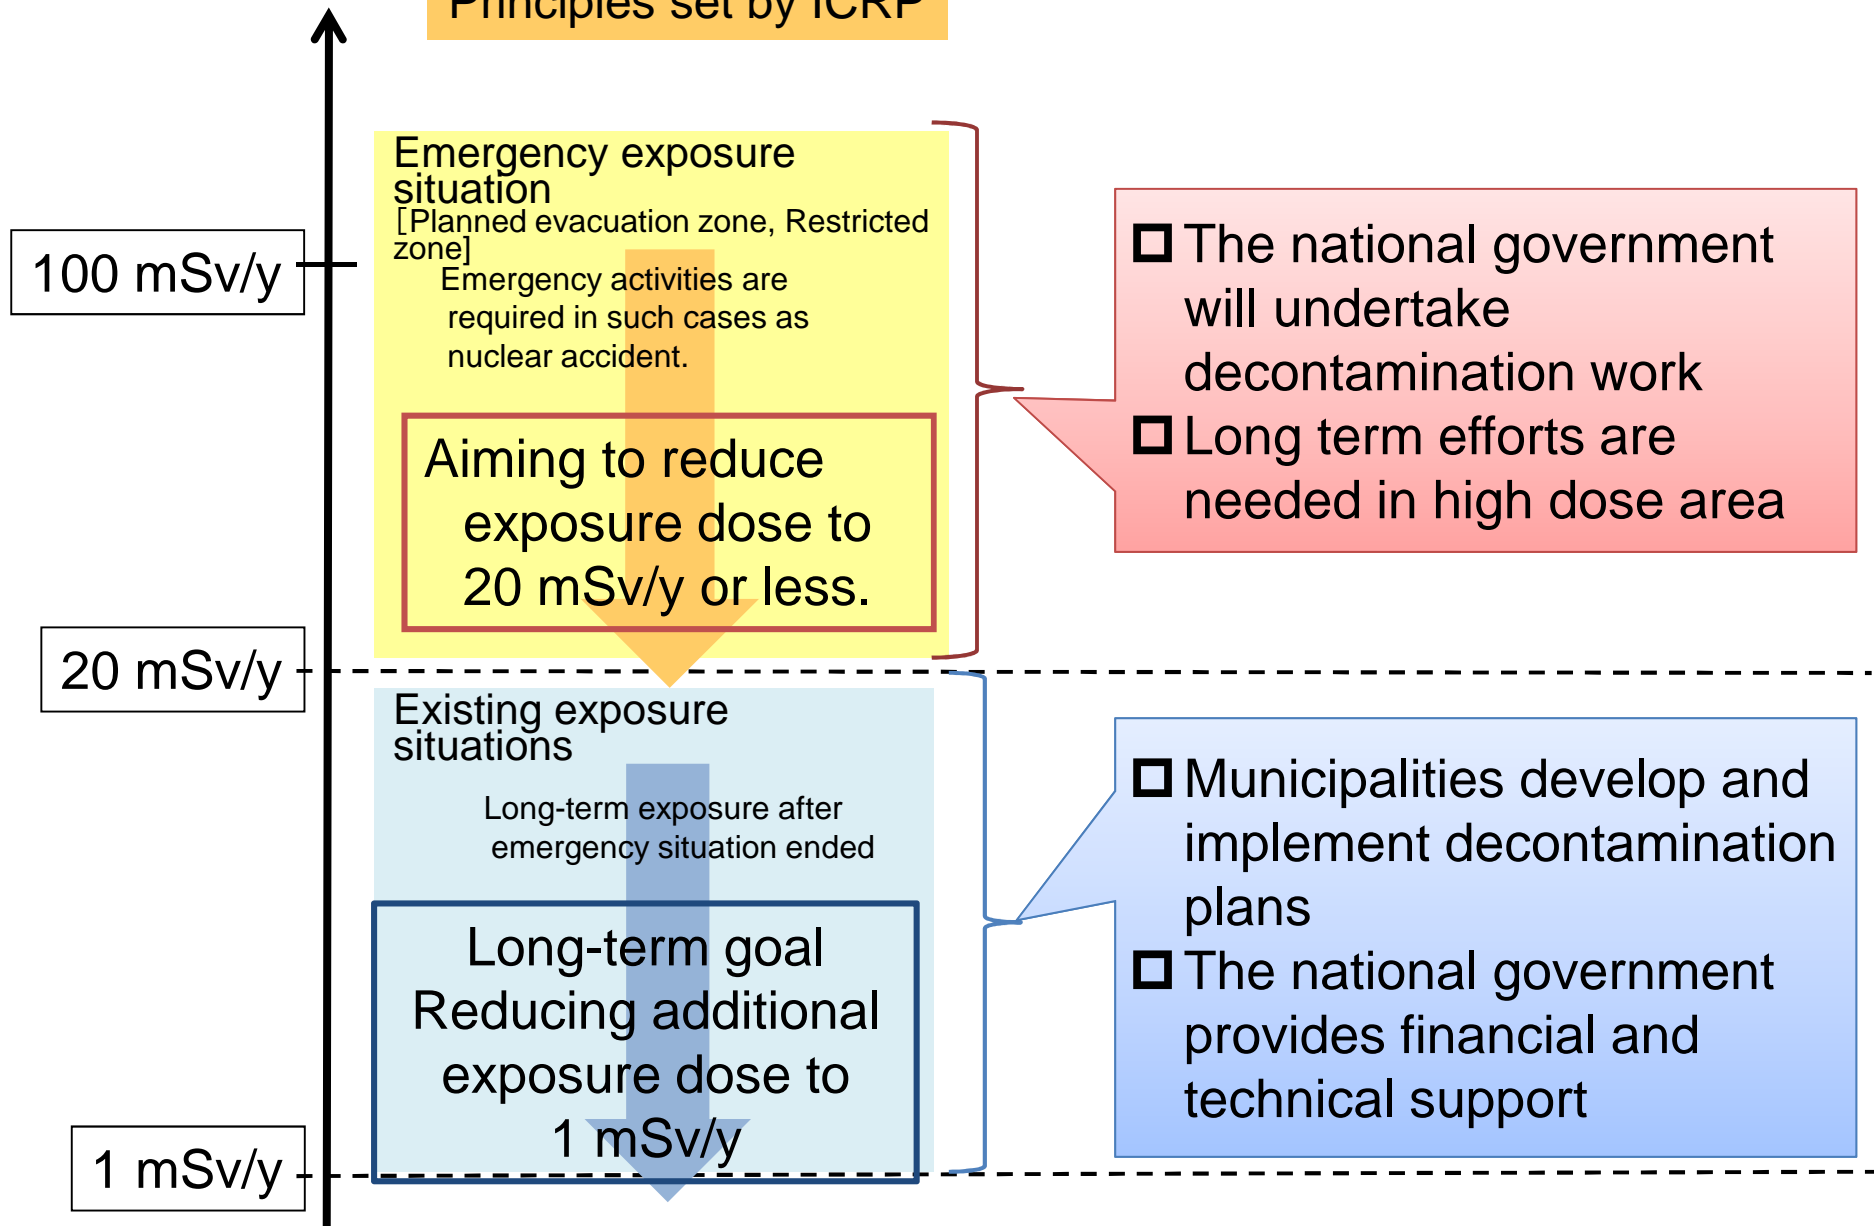 Principles set by ICRP
Emergency exposure
situation
[Planned evacuation zone, Restricted
zone]
Emergency activities are
required in such cases as
nuclear accident.
Aiming to reduce
exposure dose to
20 mSv/y or less.
100 mSv/y
The national government
will undertake
decontamination work
Long term efforts are
needed in high dose area
20 mSv/y
Existing exposure
situations
Long-term exposure after
emergency situation ended
Long-term goal
Reducing additional
exposure dose to
1 mSv/y
Municipalities develop and
implement decontamination
plans
The national government
provides financial and
technical support
1 mSv/y